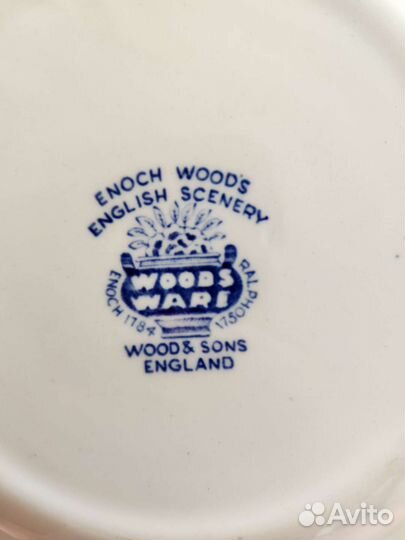 ENOCH WOOD'S
ENGLISH SCENERY
WOODS
WARE
ENOCH 1784
RALPH 1750
WOOD & SONS
ENGLAND
Avito